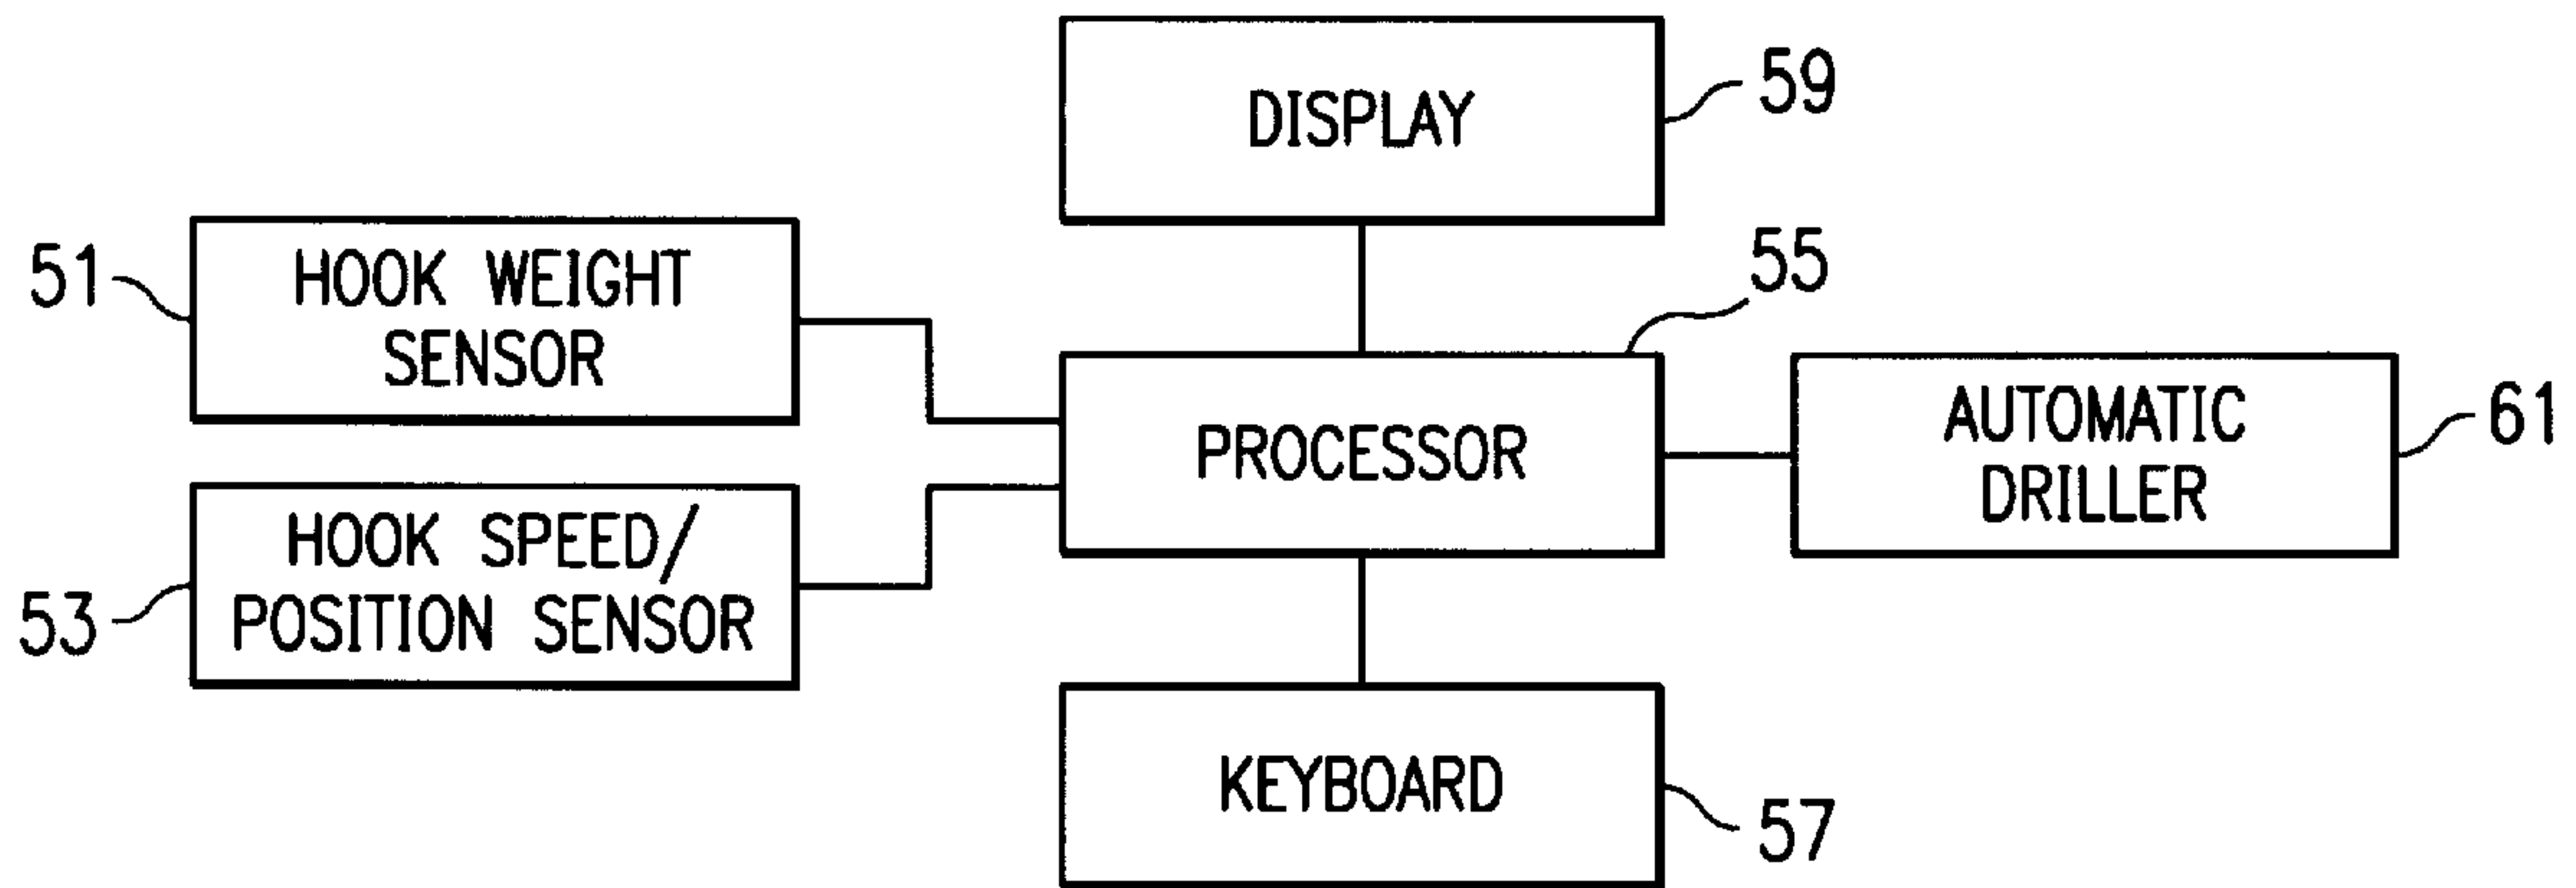 DISPLAY
59
51
HOOK WEIGHT
SENSOR
55
PROCESSOR
AUTOMATIC
DRILLER
61
53
HOOK SPEED/
POSITION SENSOR
KEYBOARD
57